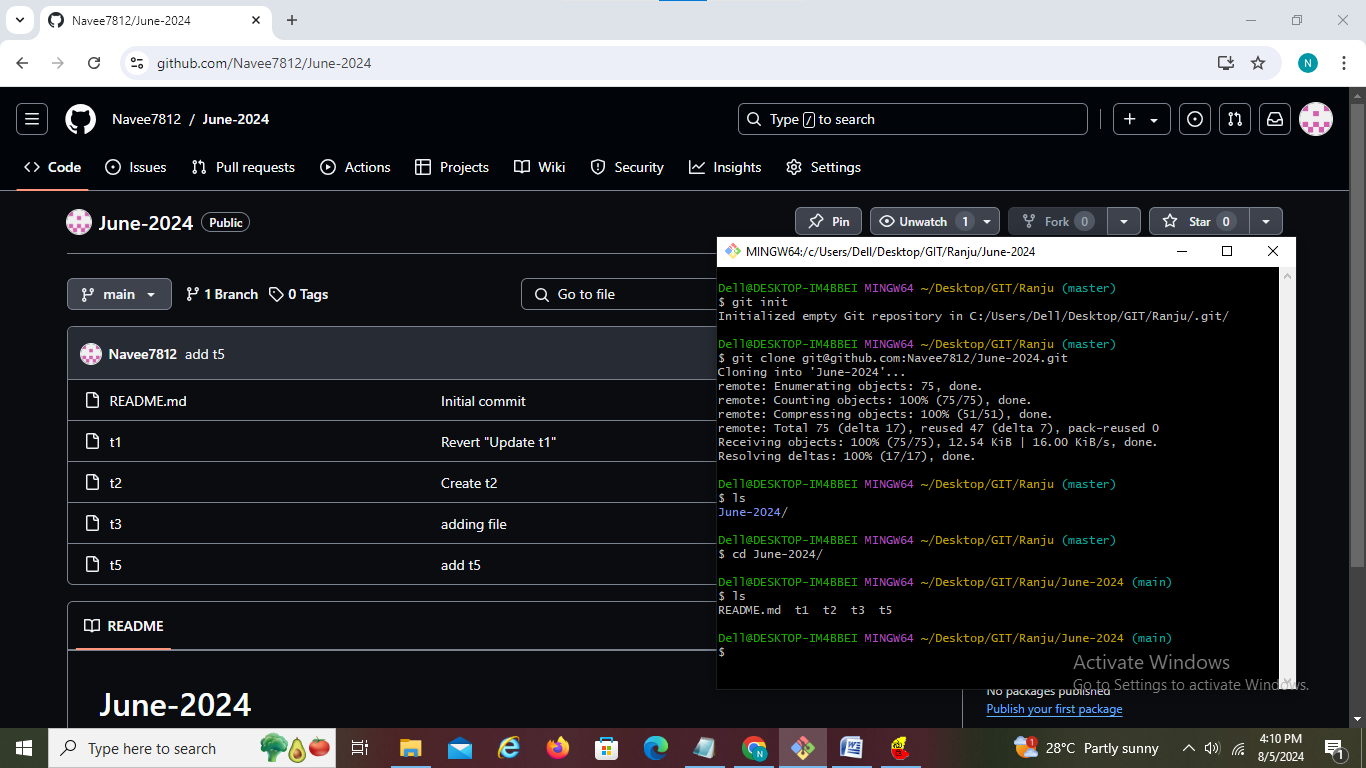 Navee7812/June-2024
github.com/Navee7812/June-2024
N
Navee7812 / June-2024
Type / to search
Code Issues Pull requests Actions Projects Wiki Security Insights Settings
June-2024 Public
Pin Unwatch 1 Fork 0 Star 0
main 1 Branch 0 Tags Go to file
Navee7812 add t5
README.md Initial commit
t1 Revert "Update t1"
t2 Create t2
t3 adding file
t5 add t5
README
June-2024
MINGW64:/c/Users/Dell/Desktop/GIT/Ranju/June-2024
Dell@DESKTOP-IM4BBEI MINGW64 ~/Desktop/GIT/Ranju (master)
$ git init
Initialized empty Git repository in C:/Users/Dell/Desktop/GIT/Ranju/.git/
Dell@DESKTOP-IM4BBEI MINGW64 ~/Desktop/GIT/Ranju (master)
$ git clone git@github.com:Navee7812/June-2024.git
Cloning into 'June-2024'...
remote: Enumerating objects: 75, done.
remote: Counting objects: 100% (75/75), done.
remote: Compressing objects: 100% (51/51), done.
remote: Total 75 (delta 17), reused 47 (delta 7), pack-reused 0
Receiving objects: 100% (75/75), 12.54 KiB | 16.00 KiB/s, done.
Resolving deltas: 100% (17/17), done.
Dell@DESKTOP-IM4BBEI MINGW64 ~/Desktop/GIT/Ranju (master)
$ ls
June-2024/
Dell@DESKTOP-IM4BBEI MINGW64 ~/Desktop/GIT/Ranju (master)
$ cd June-2024/
Dell@DESKTOP-IM4BBEI MINGW64 ~/Desktop/GIT/Ranju/June-2024 (main)
$ ls
README.md t1 t2 t3 t5
Dell@DESKTOP-IM4BBEI MINGW64 ~/Desktop/GIT/Ranju/June-2024 (main)
$
Activate Windows
Go to Settings to activate Windows.
No packages published
Publish your first package
Type here to search
28°C Partly sunny
4:10 PM
8/5/2024